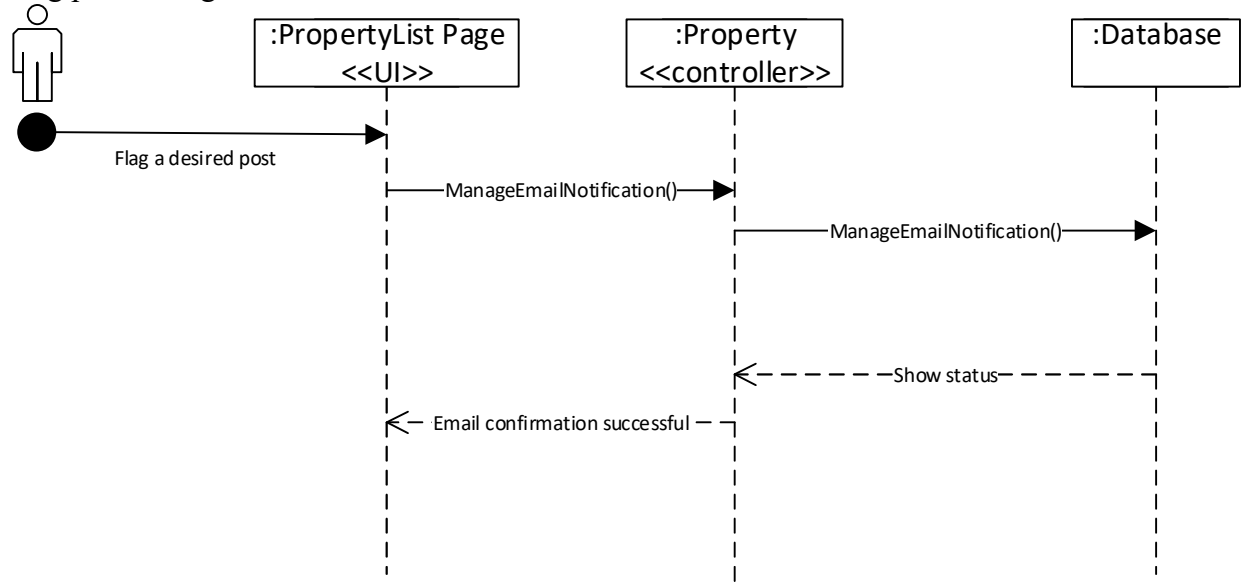 :PropertyList Page
<<UI>>
:Property
<<controller>>
:Database
Flag a desired post
ManageEmailNotification()
ManageEmailNotification()
Show status
Email confirmation successful